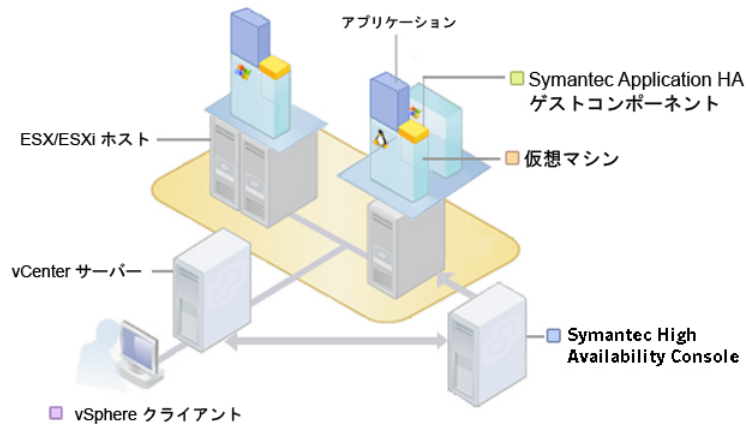 アプリケーション
Symantec Application HA
ゲストコンポーネント
ESX/ESXi ホスト
仮想マシン
vCenter サーバー
Symantec High
Availability Console
vSphere クライアント